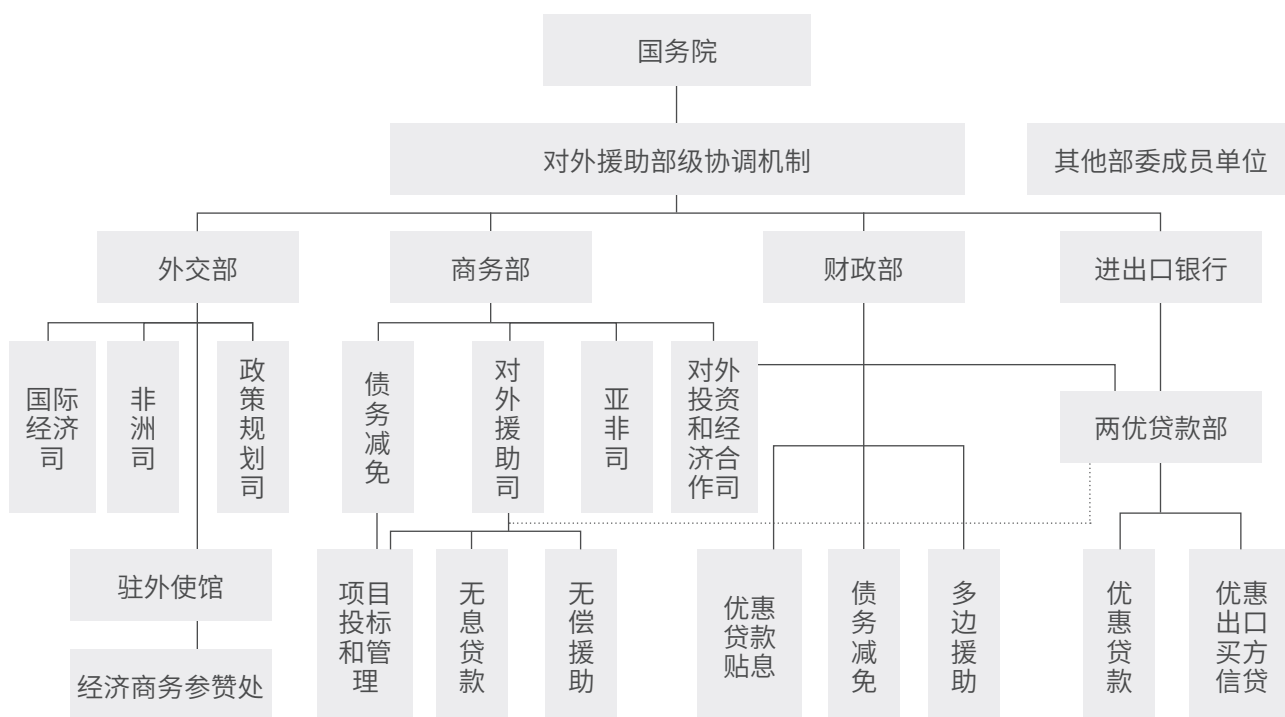 国务院
对外援助部级协调机制
其他部委成员单位
外交部
商务部
财政部
进出口银行
国际
经济
司
非
洲
司
政
策
规
划
司
债
务
减
免
对
外
援
助
司
亚
非
司
对外
投资
和经
济合
作司
两优贷款部
驻外使馆
经济商务参赞处
项目
投标
和管
理
无
息
贷
款
无
偿
援
助
优惠
贷款
贴息
债
务
减
免
多
边
援
助
优
惠
贷
款
优惠
出口
买方
信贷